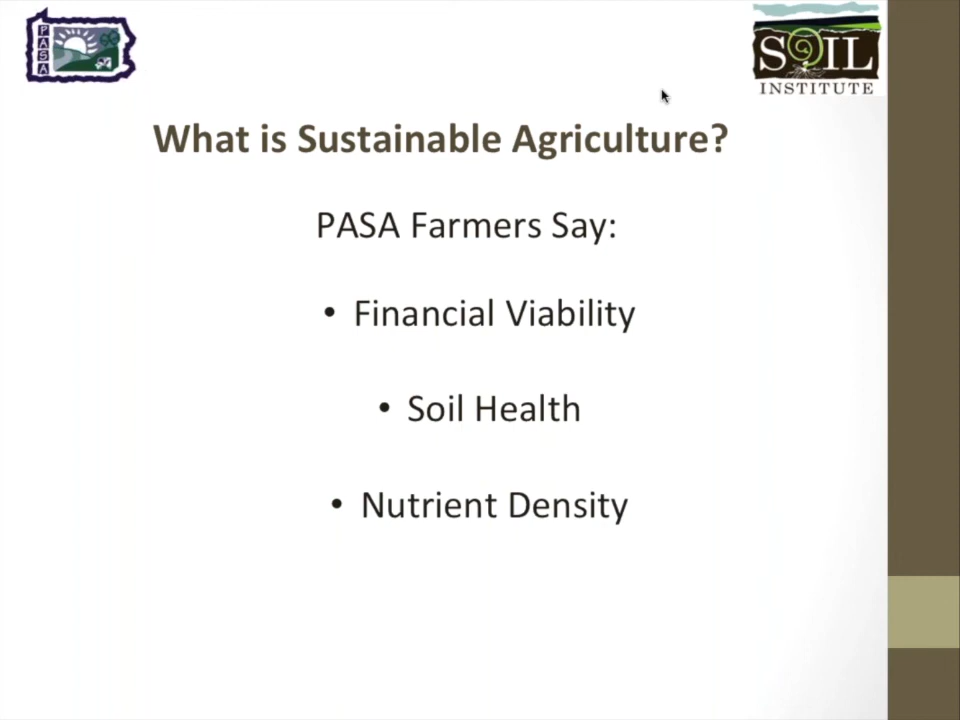 PASA
SOIL
INSTITUTE
What is Sustainable Agriculture?
PASA Farmers Say:
• Financial Viability
• Soil Health
• Nutrient Density